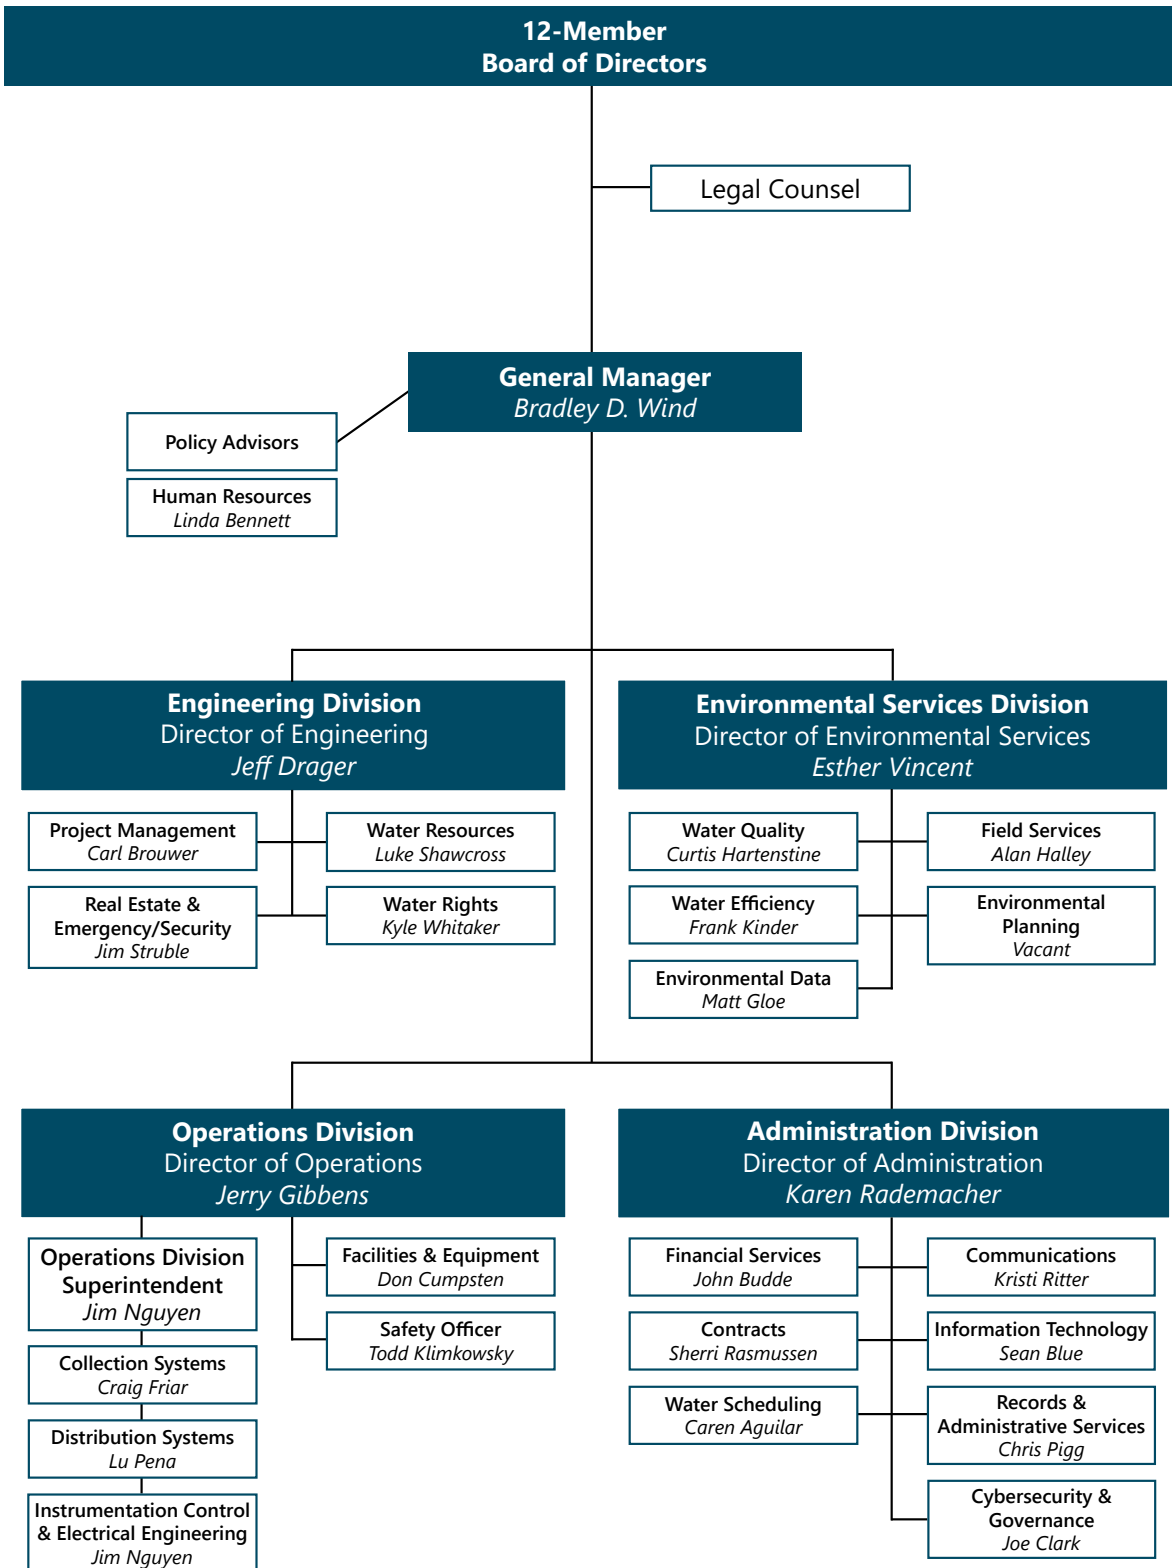 12-Member
Board of Directors
Legal Counsel
General Manager
Bradley D. Wind
Policy Advisors
Human Resources
Linda Bennett
Engineering Division
Director of Engineering
Jeff Drager
Project Management
Carl Brouwer
Water Resources
Luke Shawcross
Real Estate &
Emergency/Security
Jim Struble
Water Rights
Kyle Whitaker
Environmental Services Division
Director of Environmental Services
Esther Vincent
Water Quality
Curtis Hartenstine
Field Services
Alan Halley
Water Efficiency
Frank Kinder
Environmental
Planning
Vacant
Environmental Data
Matt Gloe
Operations Division
Director of Operations
Jerry Gibbens
Operations Division
Superintendent
Jim Nguyen
Collection Systems
Craig Friar
Distribution Systems
Lu Pena
Instrumentation Control
& Electrical Engineering
Jim Nguyen
Facilities & Equipment
Don Cumpsten
Safety Officer
Todd Klimkowsky
Administration Division
Director of Administration
Karen Rademacher
Financial Services
John Budde
Communications
Kristi Ritter
Contracts
Sherri Rasmussen
Information Technology
Sean Blue
Water Scheduling
Caren Aguilar
Records &
Administrative Services
Chris Pigg
Cybersecurity &
Governance
Joe Clark